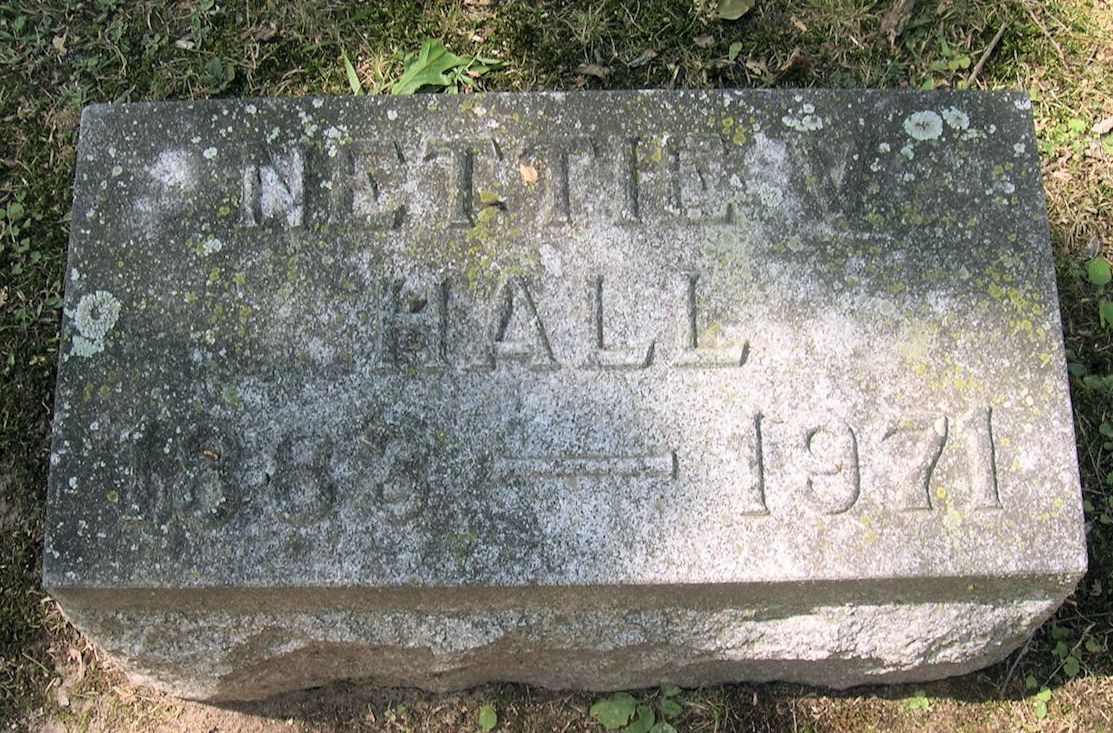 NETTIE V.
HALL
— 1971